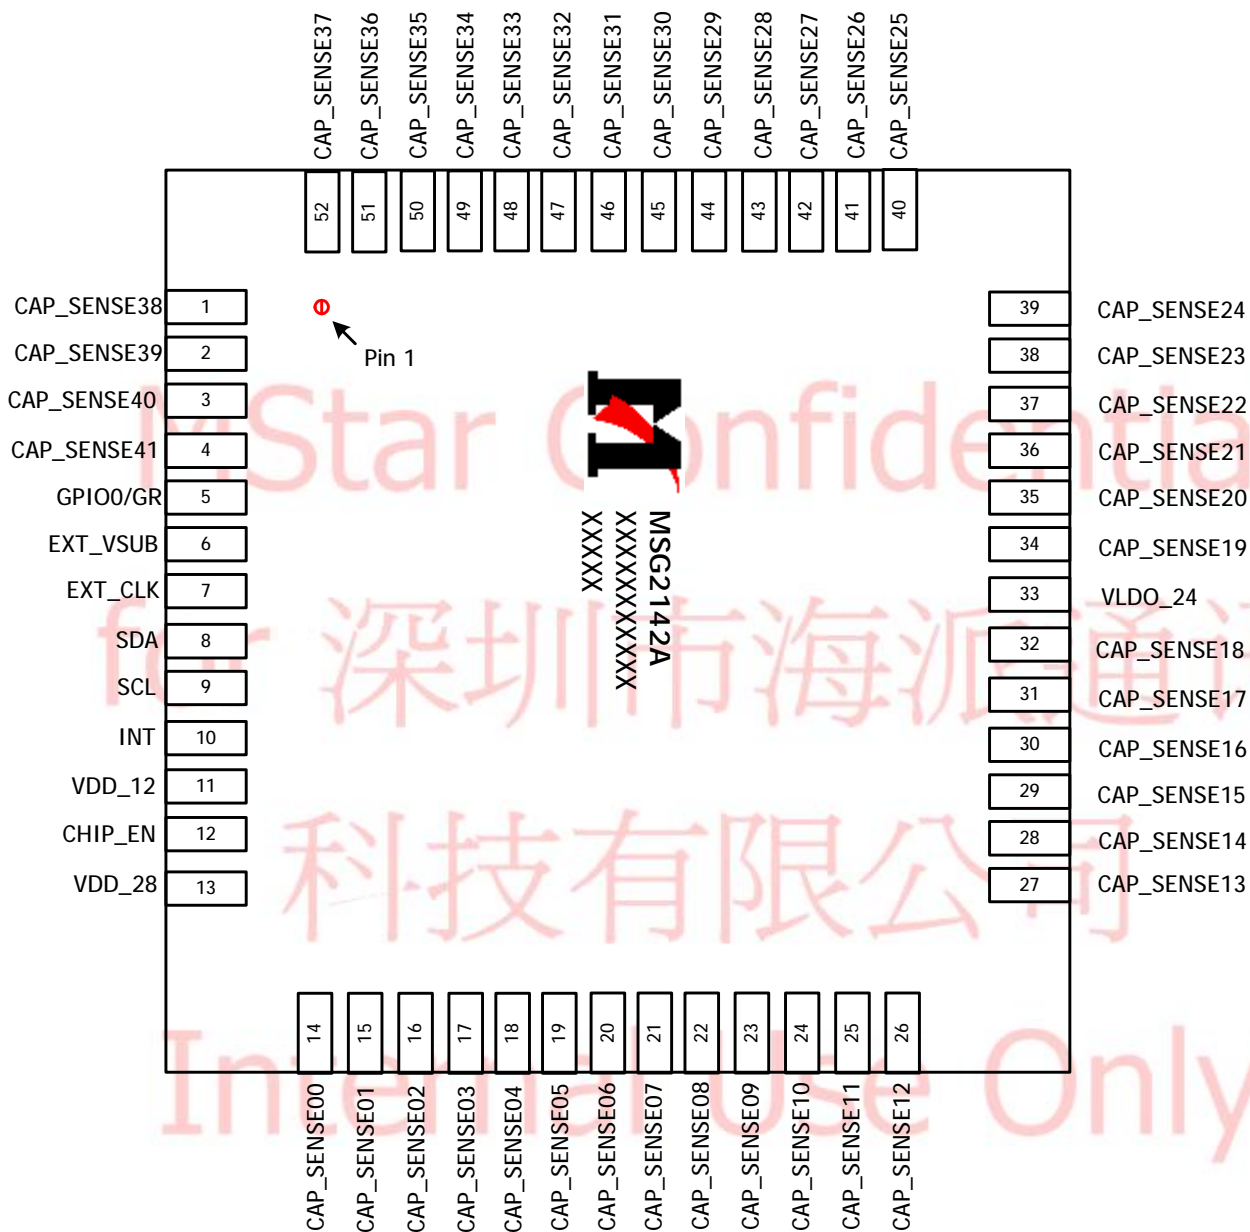 CAP_SENSE37
CAP_SENSE36
CAP_SENSE35
CAP_SENSE34
CAP_SENSE33
CAP_SENSE32
CAP_SENSE31
CAP_SENSE30
CAP_SENSE29
CAP_SENSE28
CAP_SENSE27
CAP_SENSE26
CAP_SENSE25
52
51
50
49
48
47
46
45
44
43
42
41
40
CAP_SENSE38 1
CAP_SENSE39 2
CAP_SENSE40 3
CAP_SENSE41 4
GPIO0/GR 5
EXT_VSUB 6
EXT_CLK 7
SDA 8
SCL 9
INT 10
VDD_12 11
CHIP_EN 12
VDD_28 13
Pin 1
MSG2142A
XXXXXXXXXXX
XXXXX
39 CAP_SENSE24
38 CAP_SENSE23
37 CAP_SENSE22
36 CAP_SENSE21
35 CAP_SENSE20
34 CAP_SENSE19
33 VLDO_24
32 CAP_SENSE18
31 CAP_SENSE17
30 CAP_SENSE16
29 CAP_SENSE15
28 CAP_SENSE14
27 CAP_SENSE13
14
15
16
17
18
19
20
21
22
23
24
25
26
CAP_SENSE00
CAP_SENSE01
CAP_SENSE02
CAP_SENSE03
CAP_SENSE04
CAP_SENSE05
CAP_SENSE06
CAP_SENSE07
CAP_SENSE08
CAP_SENSE09
CAP_SENSE10
CAP_SENSE11
CAP_SENSE12
MStar Confidentia
for 深圳市海派通讯
科技有限公司
Internal Use Only